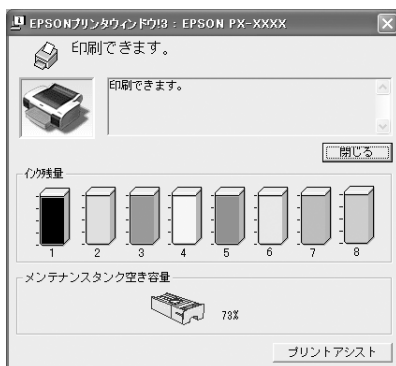 EPSONプリンタウィンドウ!3 : EPSON PX-XXXX
印刷できます。
印刷できます。
閉じる
インク残量
1 2 3 4 5 6 7 8
メンテナンスタンク空き容量
73%
プリントアシスト